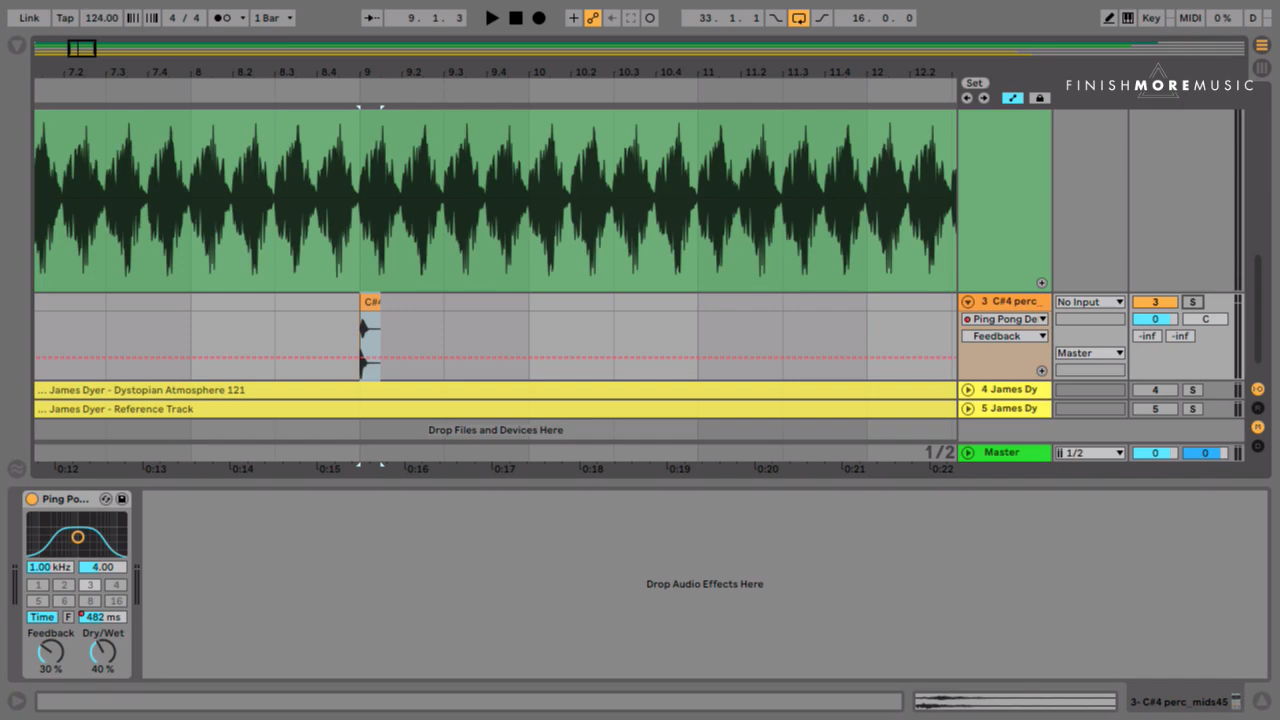 Link Tap 124.00 4 / 4 1 Bar 9. 1. 3 33. 1. 1 16. 0. 0 Key MIDI 0 % D
7.2 7.3 7.4 8 8.2 8.3 8.4 9 9.2 9.3 9.4 10 10.2 10.3 10.4 11 11.2 11.3 11.4 12 12.2
Set
FINISHMOREMUSIC
C#4 3 C#4 perc_ No Input 3 S
Ping Pong De 0 C
Feedback -inf -inf
Master
... James Dyer - Dystopian Atmosphere 121 4 James Dy 4 S
... James Dyer - Reference Track 5 James Dy 5 S
Drop Files and Devices Here
1/2 Master 1/2 0 0
0:12 0:13 0:14 0:15 0:16 0:17 0:18 0:19 0:20 0:21 0:22
Ping Po...
1.00 kHz 4.00
1 2 3 4
5 6 8 16
Time F 482 ms
Feedback Dry/Wet
30 % 40 %
Drop Audio Effects Here
3- C#4 perc_mids45